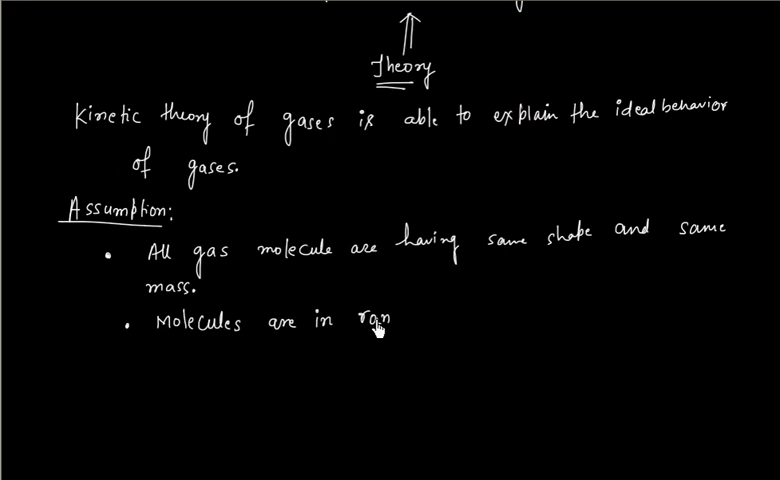 Theory
Kinetic theory of gases is able to explain the ideal behavior
of gases.
Assumption:
• All gas molecule are having same shape and same
mass.
• Molecules are in ran